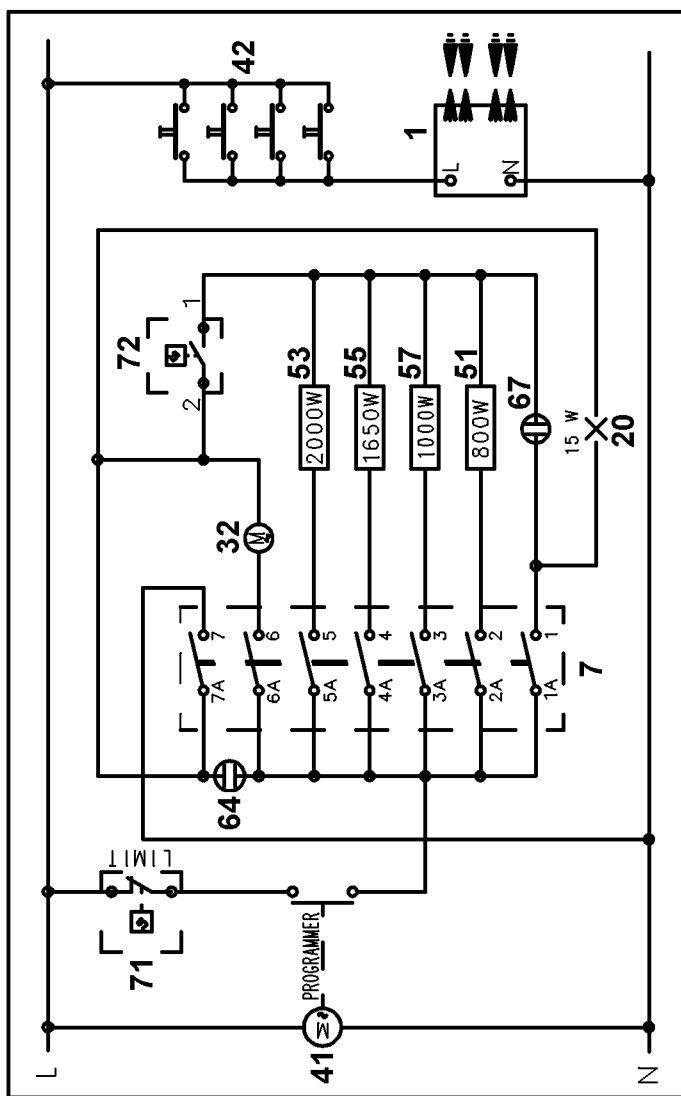 L
71
LIMIT
41
M
PROGRAMMER
N
64
7A 7
6A 6
5A 5
4A 4
3A 3
2A 2
1A 1
7
32
M
72
2 1
2000W 53
1650W 55
1000W 57
800W 51
67
15 W
20
42
1
L
N